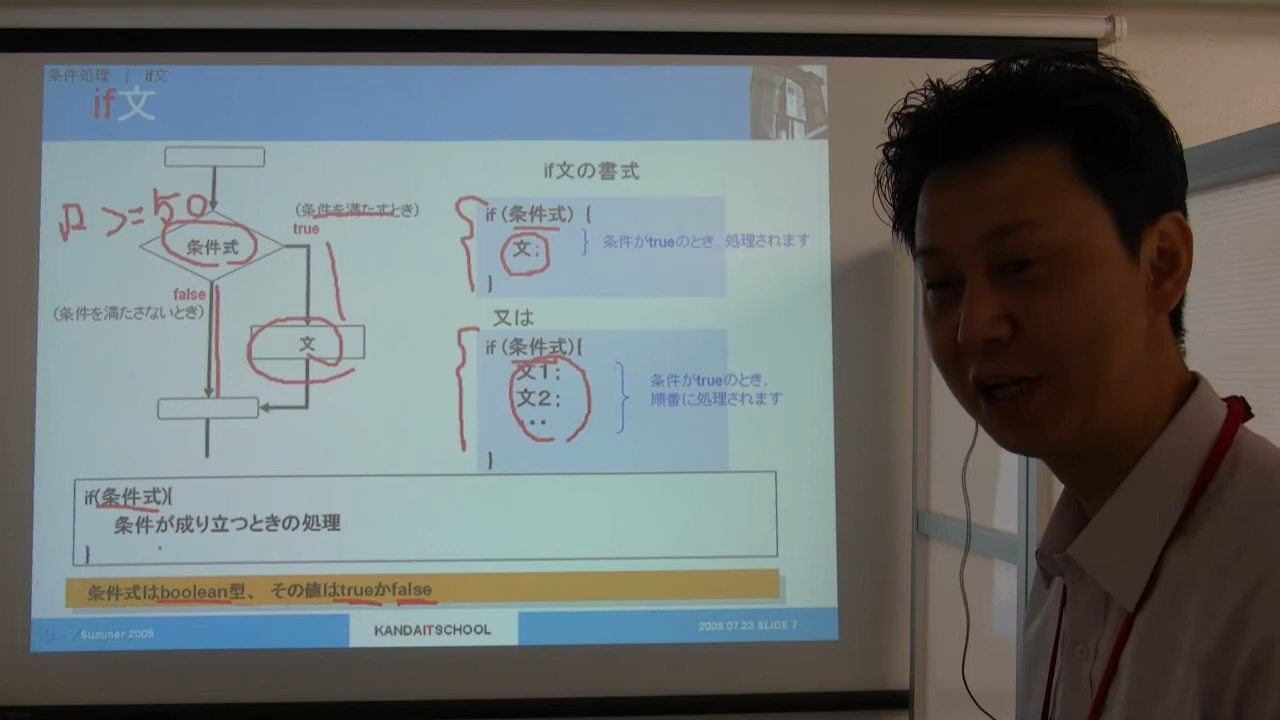 条件処理 | if文
if文
>=50
(条件を満たすとき)
true
条件式
false
(条件を満たさないとき)
文
if文の書式
if (条件式) {
文;
}
条件がtrueのとき、処理されます
又は
if (条件式){
文1;
文2;
・・・
}
条件がtrueのとき、
順番に処理されます
if(条件式){
条件が成り立つときの処理
}
条件式はboolean型、その値はtrueかfalse
/Summer 2009
KANDAITSCHOOL
2009.07.23 SLIDE 7